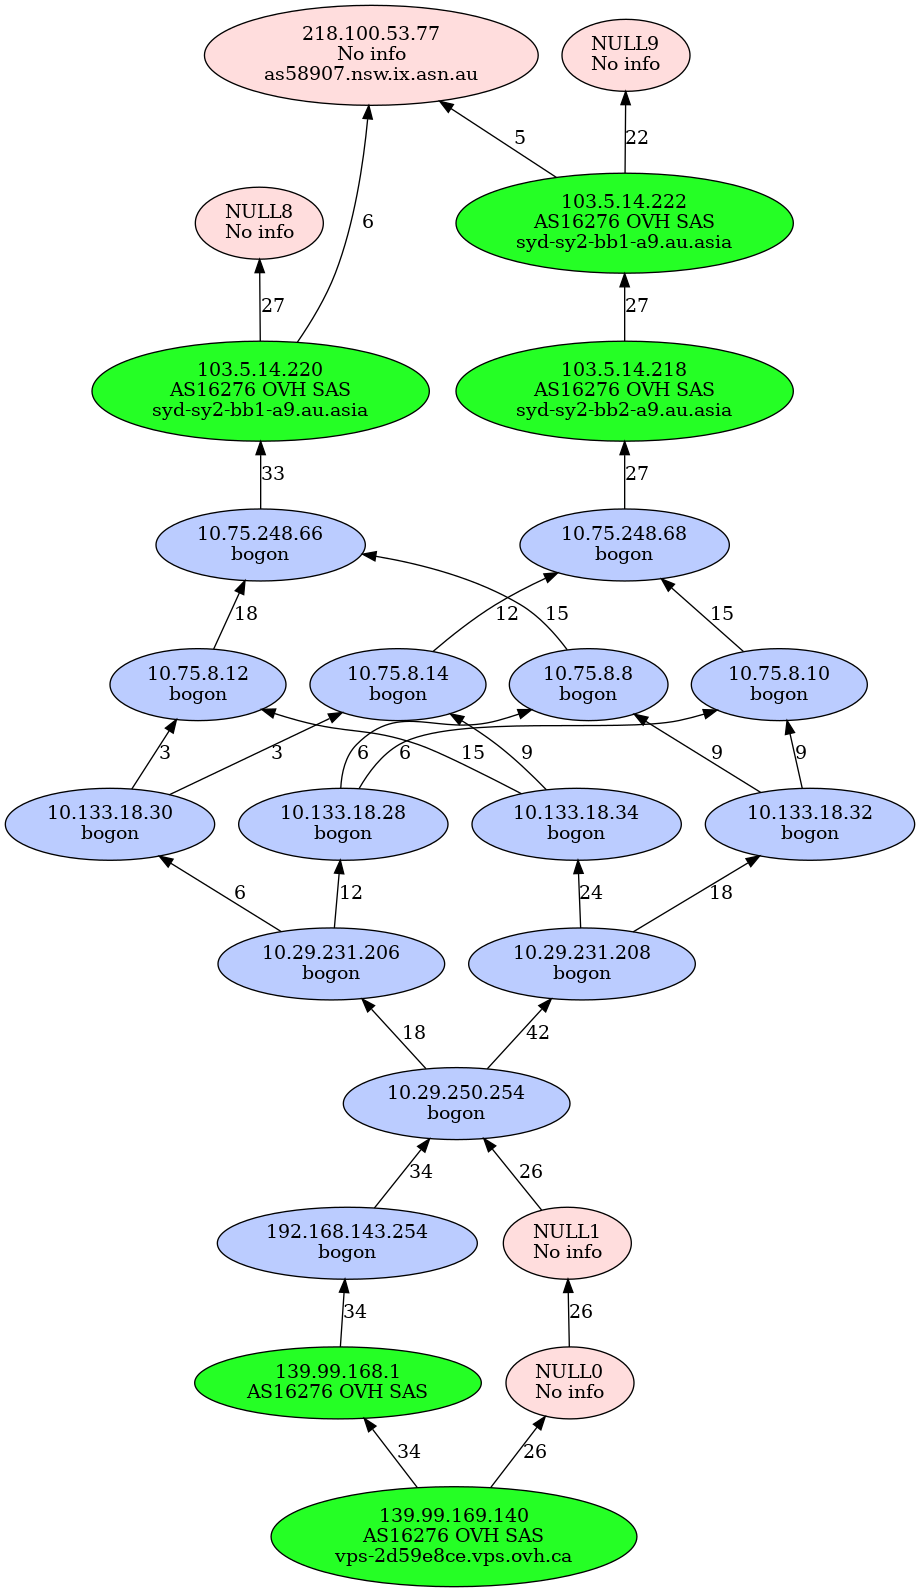 218.100.53.77
No info
as58907.nsw.ix.asn.au
NULL9
No info
5
22
NULL8
No info
6
103.5.14.222
AS16276 OVH SAS
syd-sy2-bb1-a9.au.asia
27
27
103.5.14.220
AS16276 OVH SAS
syd-sy2-bb1-a9.au.asia
103.5.14.218
AS16276 OVH SAS
syd-sy2-bb2-a9.au.asia
33
27
10.75.248.66
bogon
10.75.248.68
bogon
18
12
15
15
10.75.8.12
bogon
10.75.8.14
bogon
10.75.8.8
bogon
10.75.8.10
bogon
3
3
6
6
15
9
9
9
10.133.18.30
bogon
10.133.18.28
bogon
10.133.18.34
bogon
10.133.18.32
bogon
6
12
24
18
10.29.231.206
bogon
10.29.231.208
bogon
18
42
10.29.250.254
bogon
34
26
192.168.143.254
bogon
NULL1
No info
34
26
139.99.168.1
AS16276 OVH SAS
NULL0
No info
34
26
139.99.169.140
AS16276 OVH SAS
vps-2d59e8ce.vps.ovh.ca